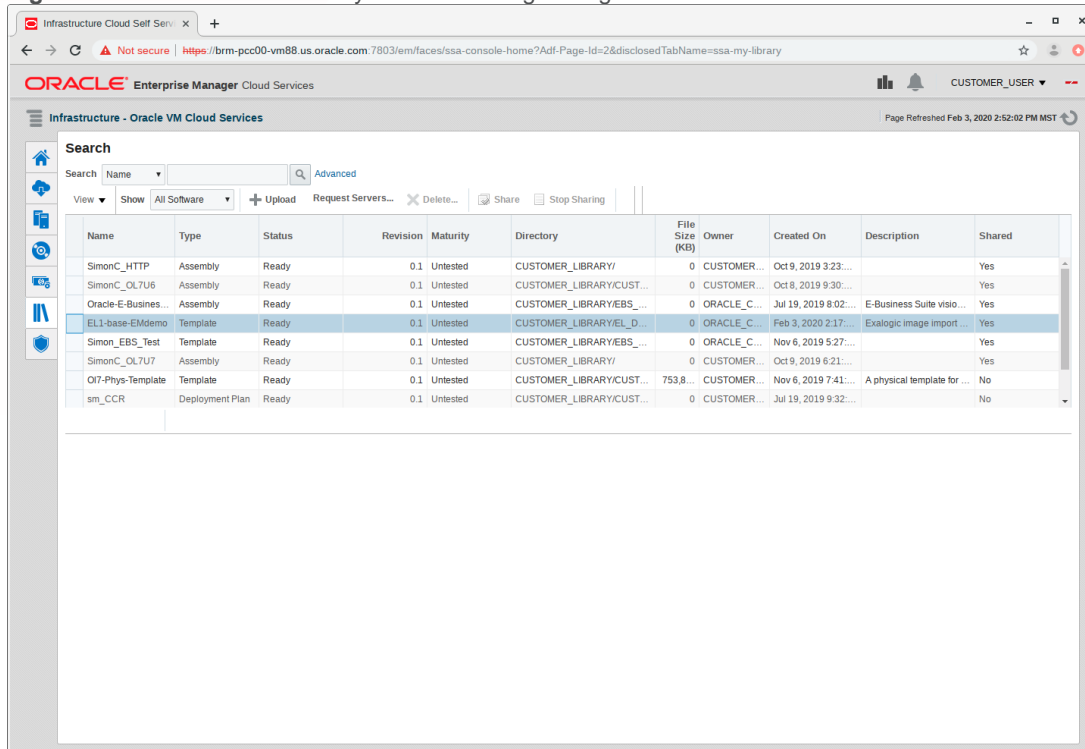 Infrastructure Cloud Self Servi
Not secure | https://brm-pcc00-vm88.us.oracle.com:7803/em/faces/ssa-console-home?Adf-Page-Id=2&disclosedTabName=ssa-my-library
ORACLE Enterprise Manager Cloud Services CUSTOMER_USER
Infrastructure - Oracle VM Cloud Services Page Refreshed Feb 3, 2020 2:52:02 PM MST
Search
Search Name Advanced
View Show All Software Upload Request Servers... Delete... Share Stop Sharing
Name Type Status Revision Maturity Directory File Size (KB) Owner Created On Description Shared
SimonC_HTTP Assembly Ready 0.1 Untested CUSTOMER_LIBRARY/ 0 CUSTOMER... Oct 9, 2019 3:23:... Yes
SimonC_OL7U6 Assembly Ready 0.1 Untested CUSTOMER_LIBRARY/CUST... 0 CUSTOMER... Oct 8, 2019 9:30:... Yes
Oracle-E-Busines... Assembly Ready 0.1 Untested CUSTOMER_LIBRARY/EBS_... 0 ORACLE_C... Jul 19, 2019 8:02:... E-Business Suite visio... Yes
EL1-base-EMdemo Template Ready 0.1 Untested CUSTOMER_LIBRARY/EL_D... 0 ORACLE_C... Feb 3, 2020 2:17:... Exalogic image import ... Yes
Simon_EBS_Test Template Ready 0.1 Untested CUSTOMER_LIBRARY/EBS_... 0 ORACLE_C... Nov 6, 2019 5:27:... Yes
SimonC_OL7U7 Assembly Ready 0.1 Untested CUSTOMER_LIBRARY/ 0 CUSTOMER... Oct 9, 2019 6:21:... Yes
Ol7-Phys-Template Template Ready 0.1 Untested CUSTOMER_LIBRARY/CUST... 753,8... CUSTOMER... Nov 6, 2019 7:41:... A physical template for ... No
sm_CCR Deployment Plan Ready 0.1 Untested CUSTOMER_LIBRARY/CUST... 0 CUSTOMER... Jul 19, 2019 9:32:... No